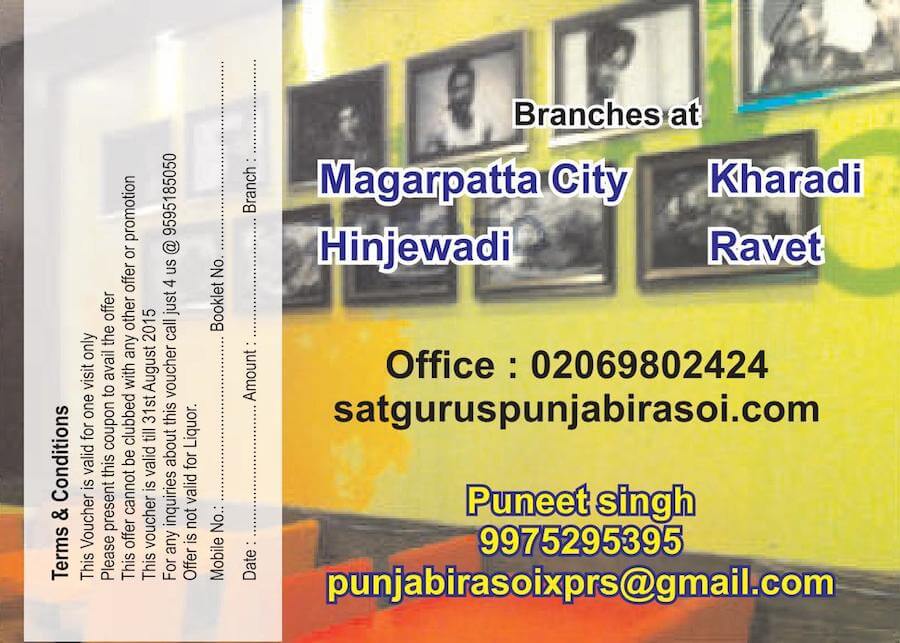 Terms & Conditions
This Voucher is valid for one visit only
Please present this coupon to avail the offer
This offer cannot be clubbed with any other offer or promotion
This voucher is valid till 31st August 2015
For any inquiries about this voucher call just 4 us @ 9595185050
Offer is not valid for Liquor.
Mobile No.: ................................ Booklet No. ................................
Date : ................................ Amount : ................................ Branch : ......................
Branches at
Magarpatta City Kharadi
Hinjewadi Ravet
Office : 02069802424
satguruspunjabirasoi.com
Puneet singh
9975295395
punjabirasoixprs@gmail.com